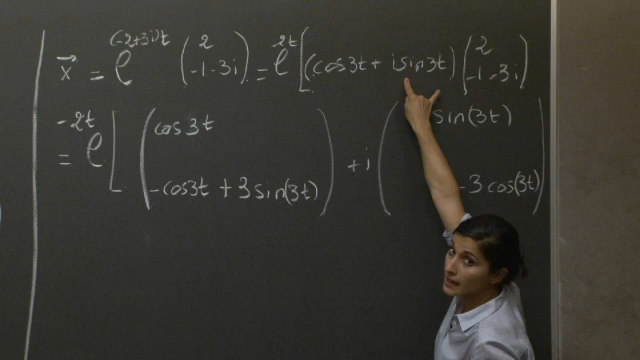 x⃗ = e^(-2+3i)t (2 / -1-3i) = e^2t [(cos3t + isin3t) (2 / -1-3i)
= e^-2t [ (cos3t / -cos3t + 3sin(3t)) + i (sin(3t) / -3cos(3t))